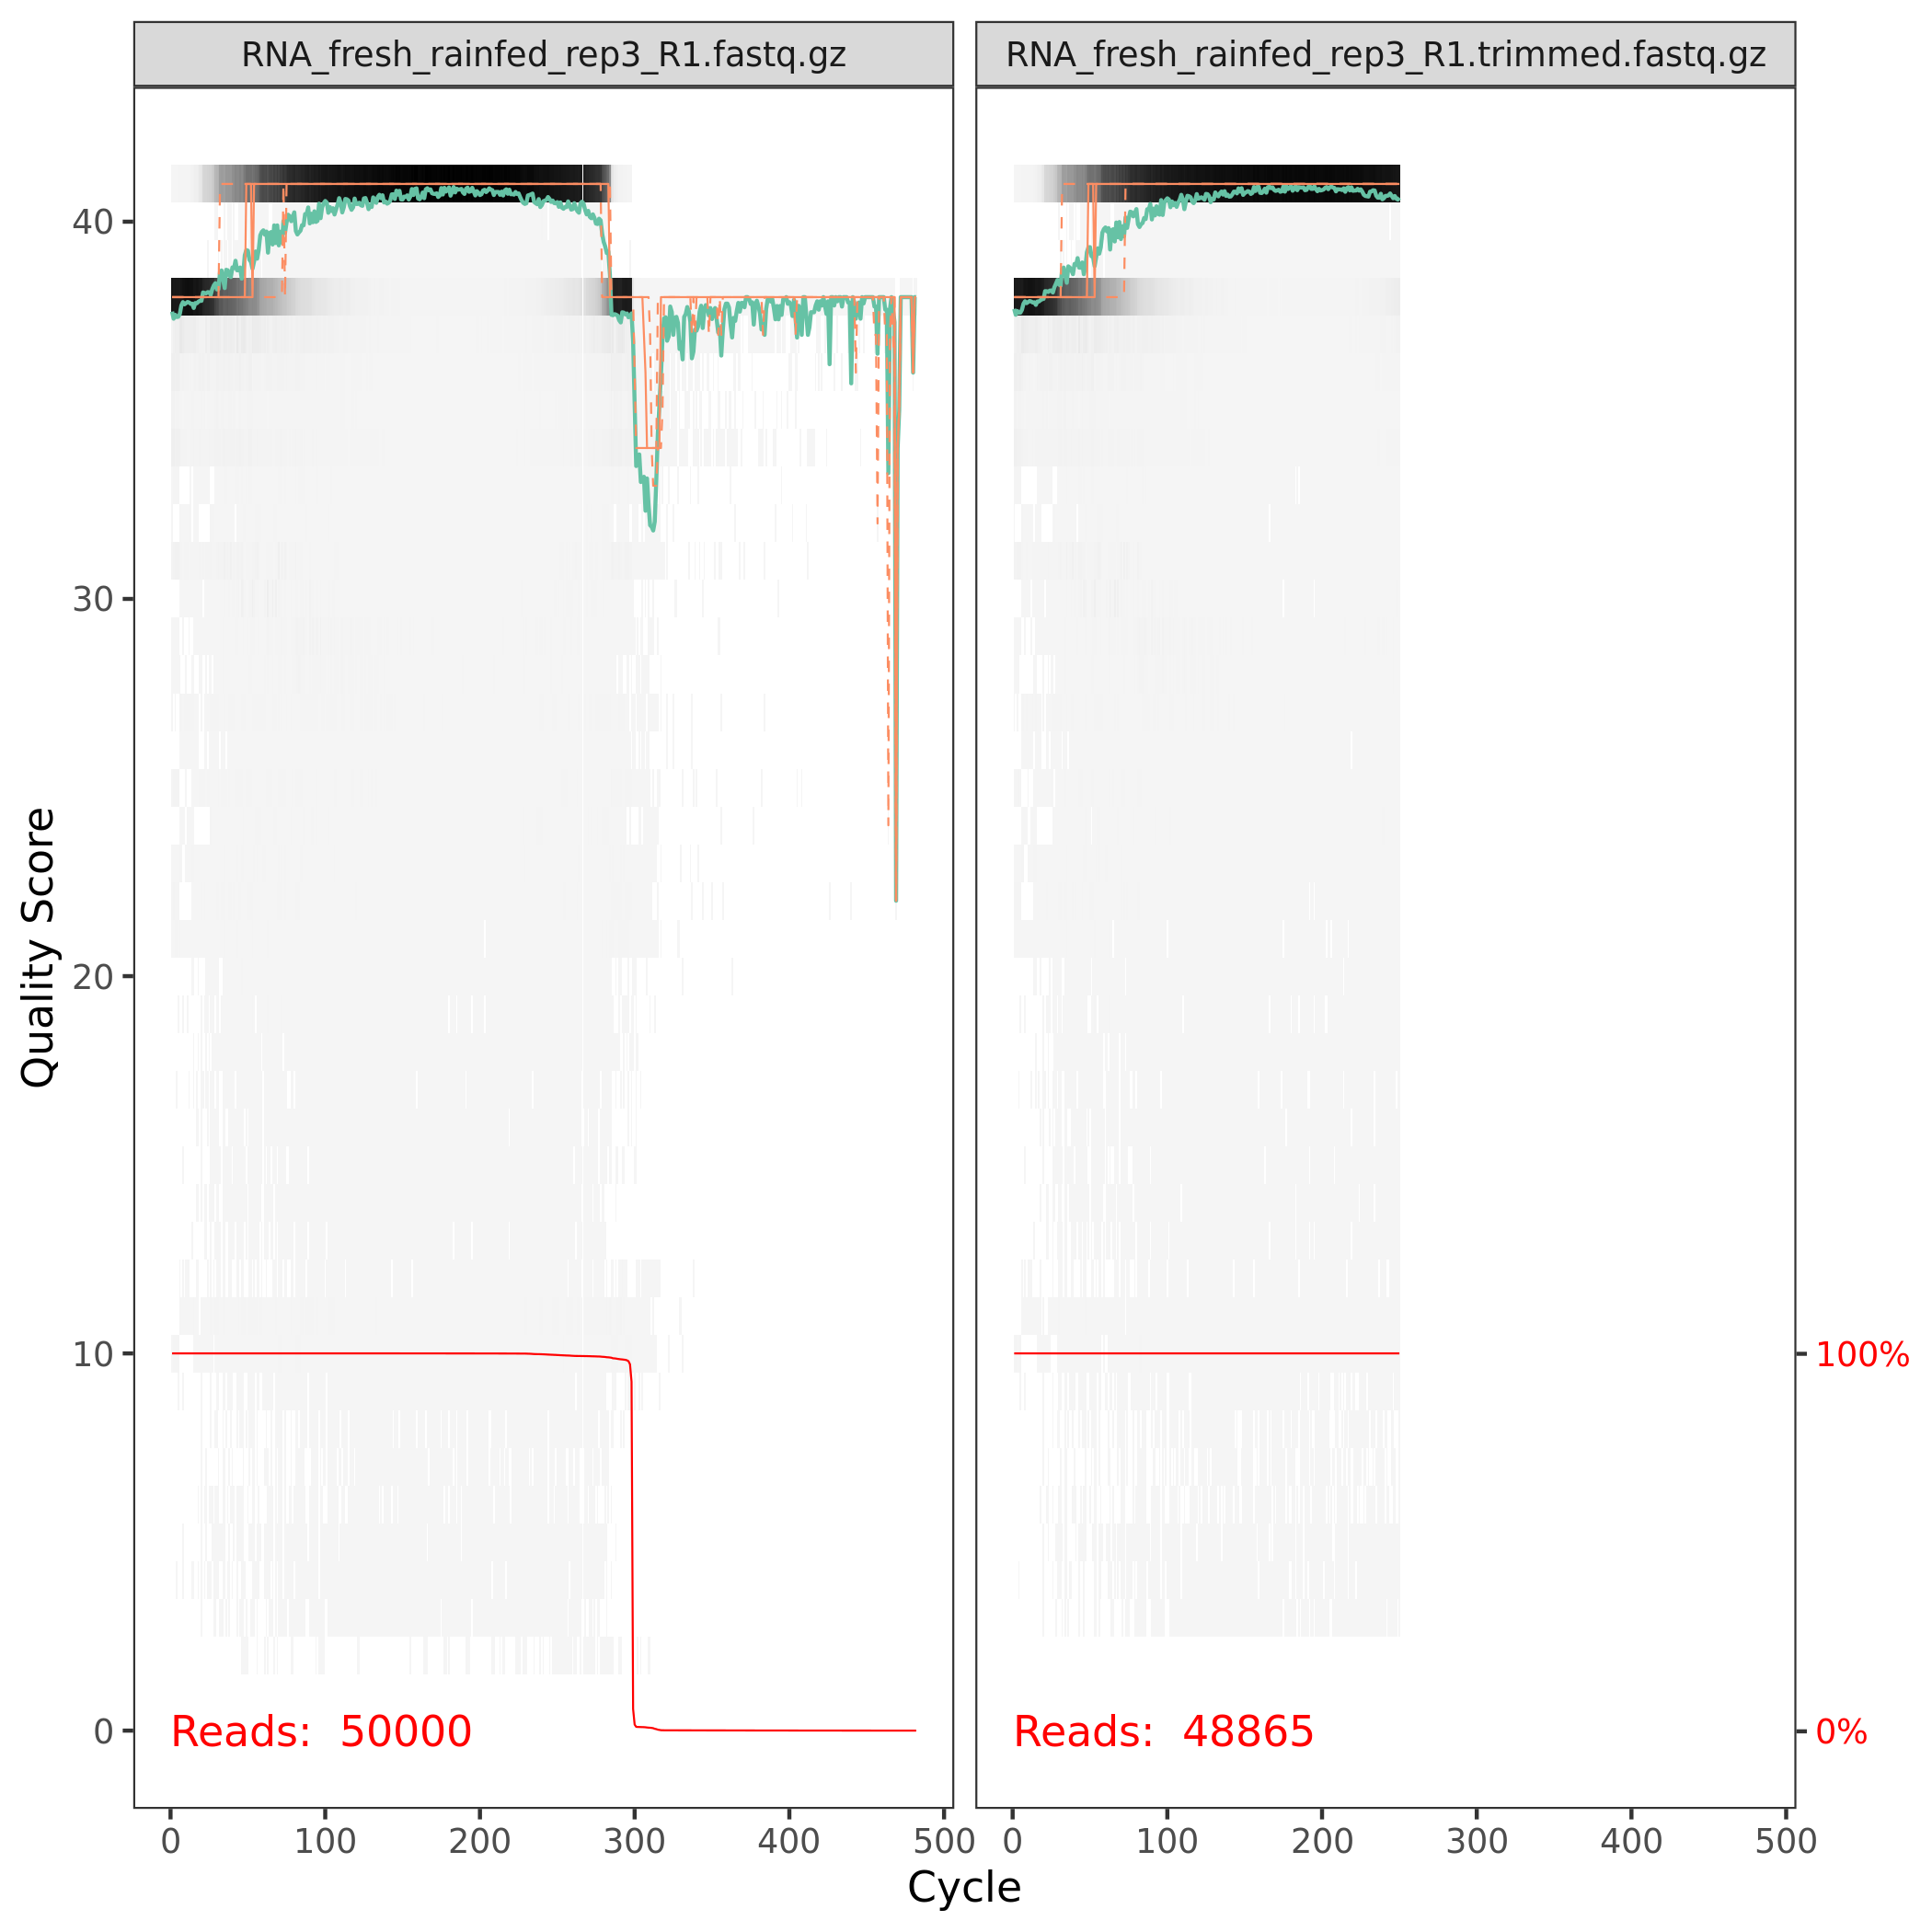 RNA_fresh_rainfed_rep3_R1.fastq.gz
RNA_fresh_rainfed_rep3_R1.trimmed.fastq.gz
Quality Score
40
30
20
10
0
100%
0%
Reads: 50000
Reads: 48865
0 100 200 300 400 500
0 100 200 300 400 500
Cycle